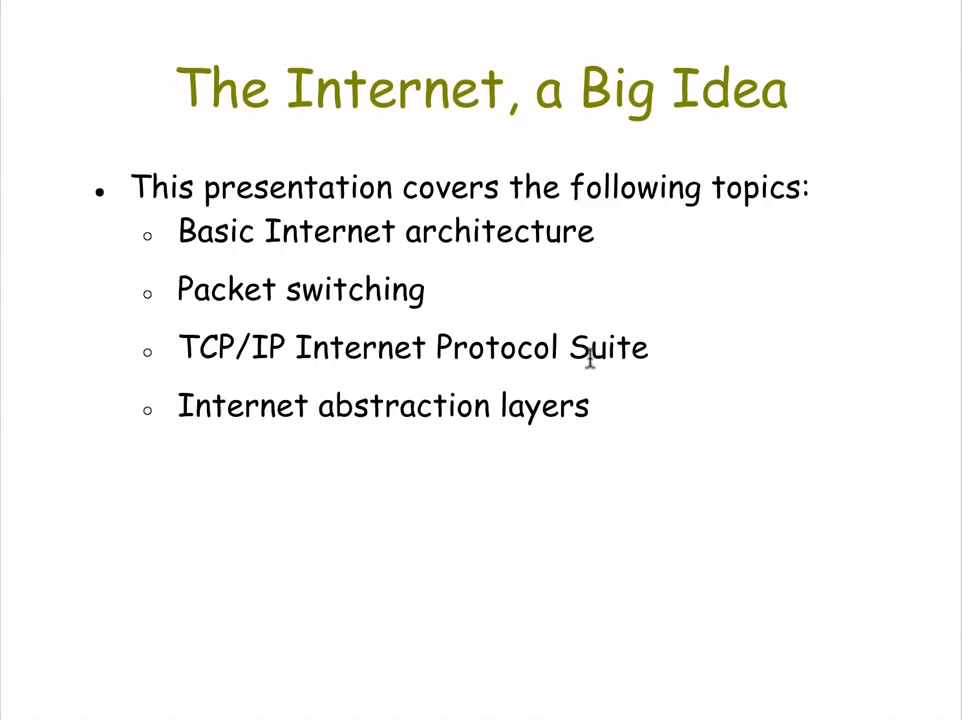 The Internet, a Big Idea
• This presentation covers the following topics:
○ Basic Internet architecture
○ Packet switching
○ TCP/IP Internet Protocol Suite
○ Internet abstraction layers